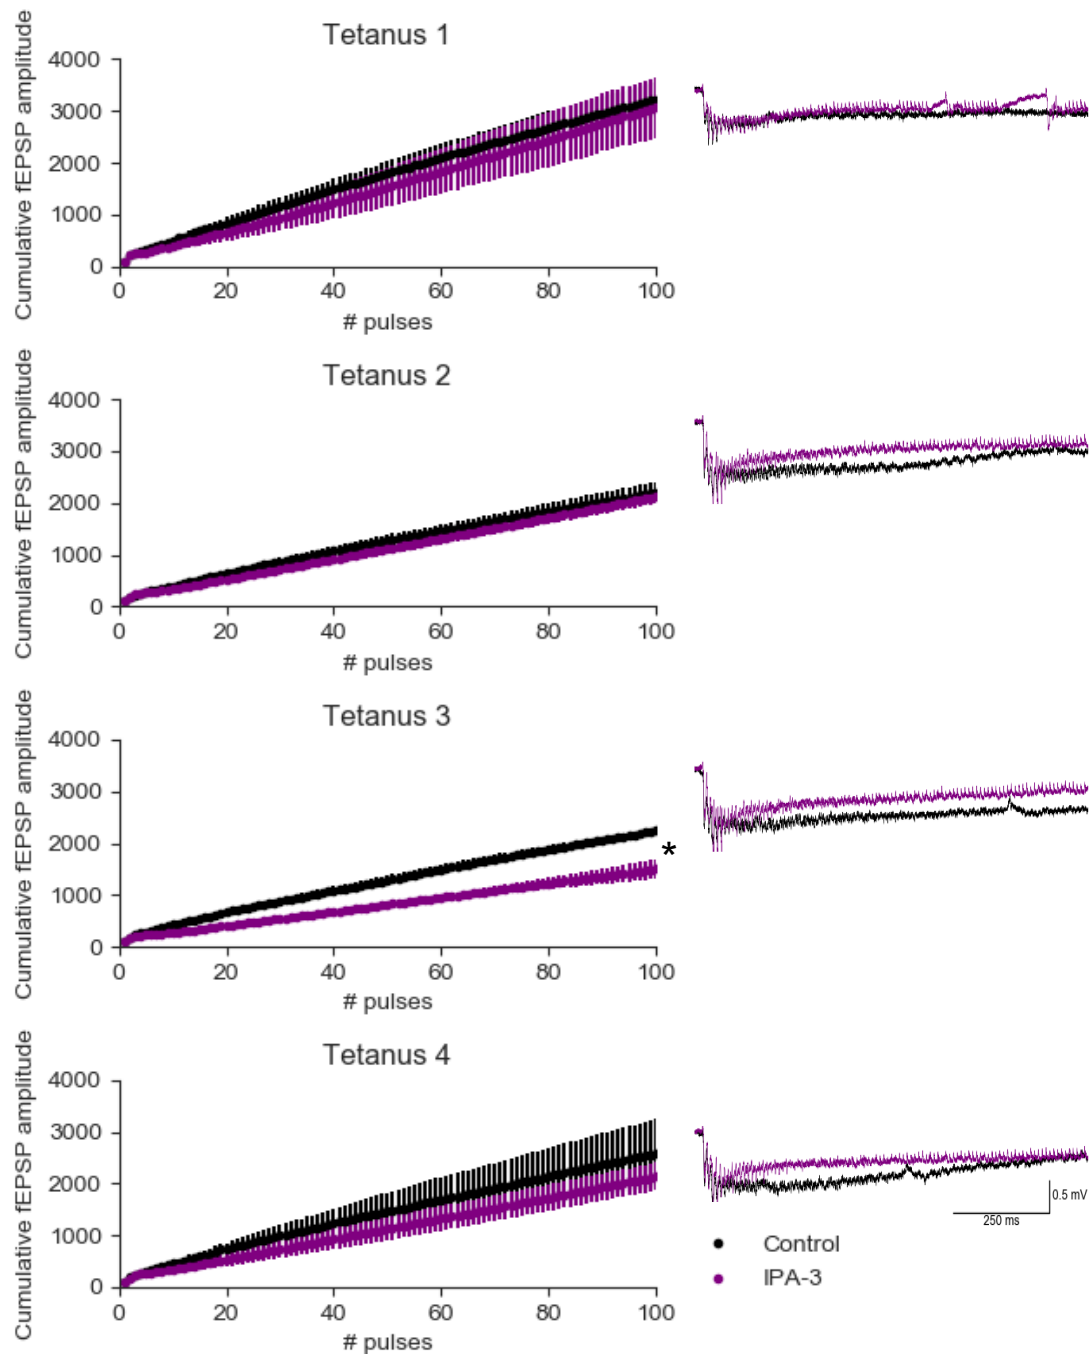 Tetanus 1
Cumulative fEPSP amplitude
4000
3000
2000
1000
0
0 20 40 60 80 100
# pulses
Tetanus 2
Cumulative fEPSP amplitude
4000
3000
2000
1000
0
0 20 40 60 80 100
# pulses
Tetanus 3
Cumulative fEPSP amplitude
4000
3000
2000
1000
0
*
0 20 40 60 80 100
# pulses
Tetanus 4
Cumulative fEPSP amplitude
4000
3000
2000
1000
0
0 20 40 60 80 100
# pulses
0.5 mV
250 ms
Control
IPA-3